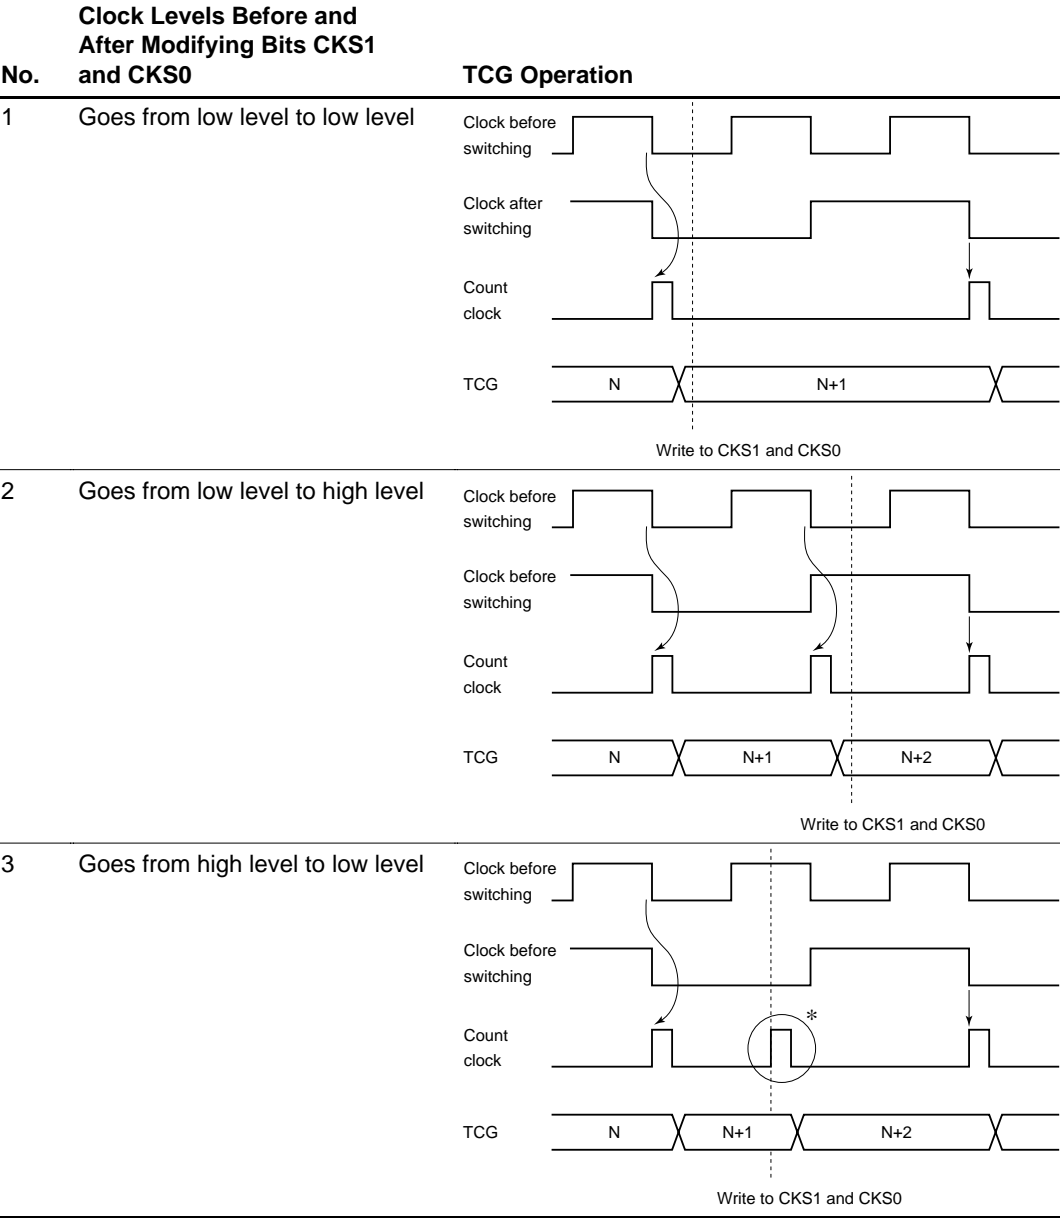 Clock Levels Before and
After Modifying Bits CKS1
No. and CKS0 TCG Operation
1 Goes from low level to low level
Clock before
switching
Clock after
switching
Count
clock
TCG N N+1
Write to CKS1 and CKS0
2 Goes from low level to high level
Clock before
switching
Clock before
switching
Count
clock
TCG N N+1 N+2
Write to CKS1 and CKS0
3 Goes from high level to low level
Clock before
switching
Clock before
switching
*
Count
clock
TCG N N+1 N+2
Write to CKS1 and CKS0